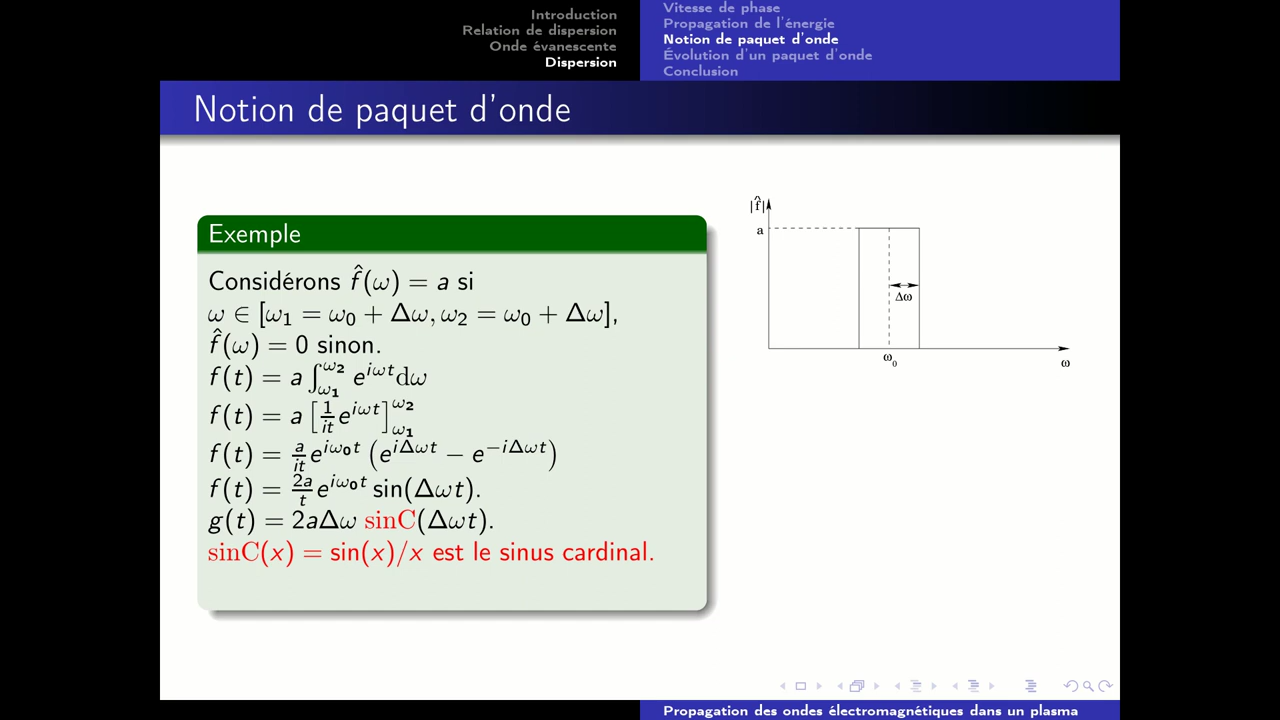 Introduction
Relation de dispersion
Onde évanescente
Dispersion
Vitesse de phase
Propagation de l'énergie
Notion de paquet d'onde
Évolution d'un paquet d'onde
Conclusion
Notion de paquet d'onde
Exemple
Considérons f̂(ω) = a si
ω ∈ [ω₁ = ω₀ + Δω, ω₂ = ω₀ + Δω],
f̂(ω) = 0 sinon.
f(t) = a ∫_{ω₁}^{ω₂} e^{iωt}dω
f(t) = a [1/it e^{iωt}]_{ω₁}^{ω₂}
f(t) = a/it e^{iω₀t} (e^{iΔωt} − e^{−iΔωt})
f(t) = 2a/t e^{iω₀t} sin(Δωt).
g(t) = 2aΔω sinC(Δωt).
sinC(x) = sin(x)/x est le sinus cardinal.
|f̂|
a
Δω
ω₀
ω
Propagation des ondes électromagnétiques dans un plasma